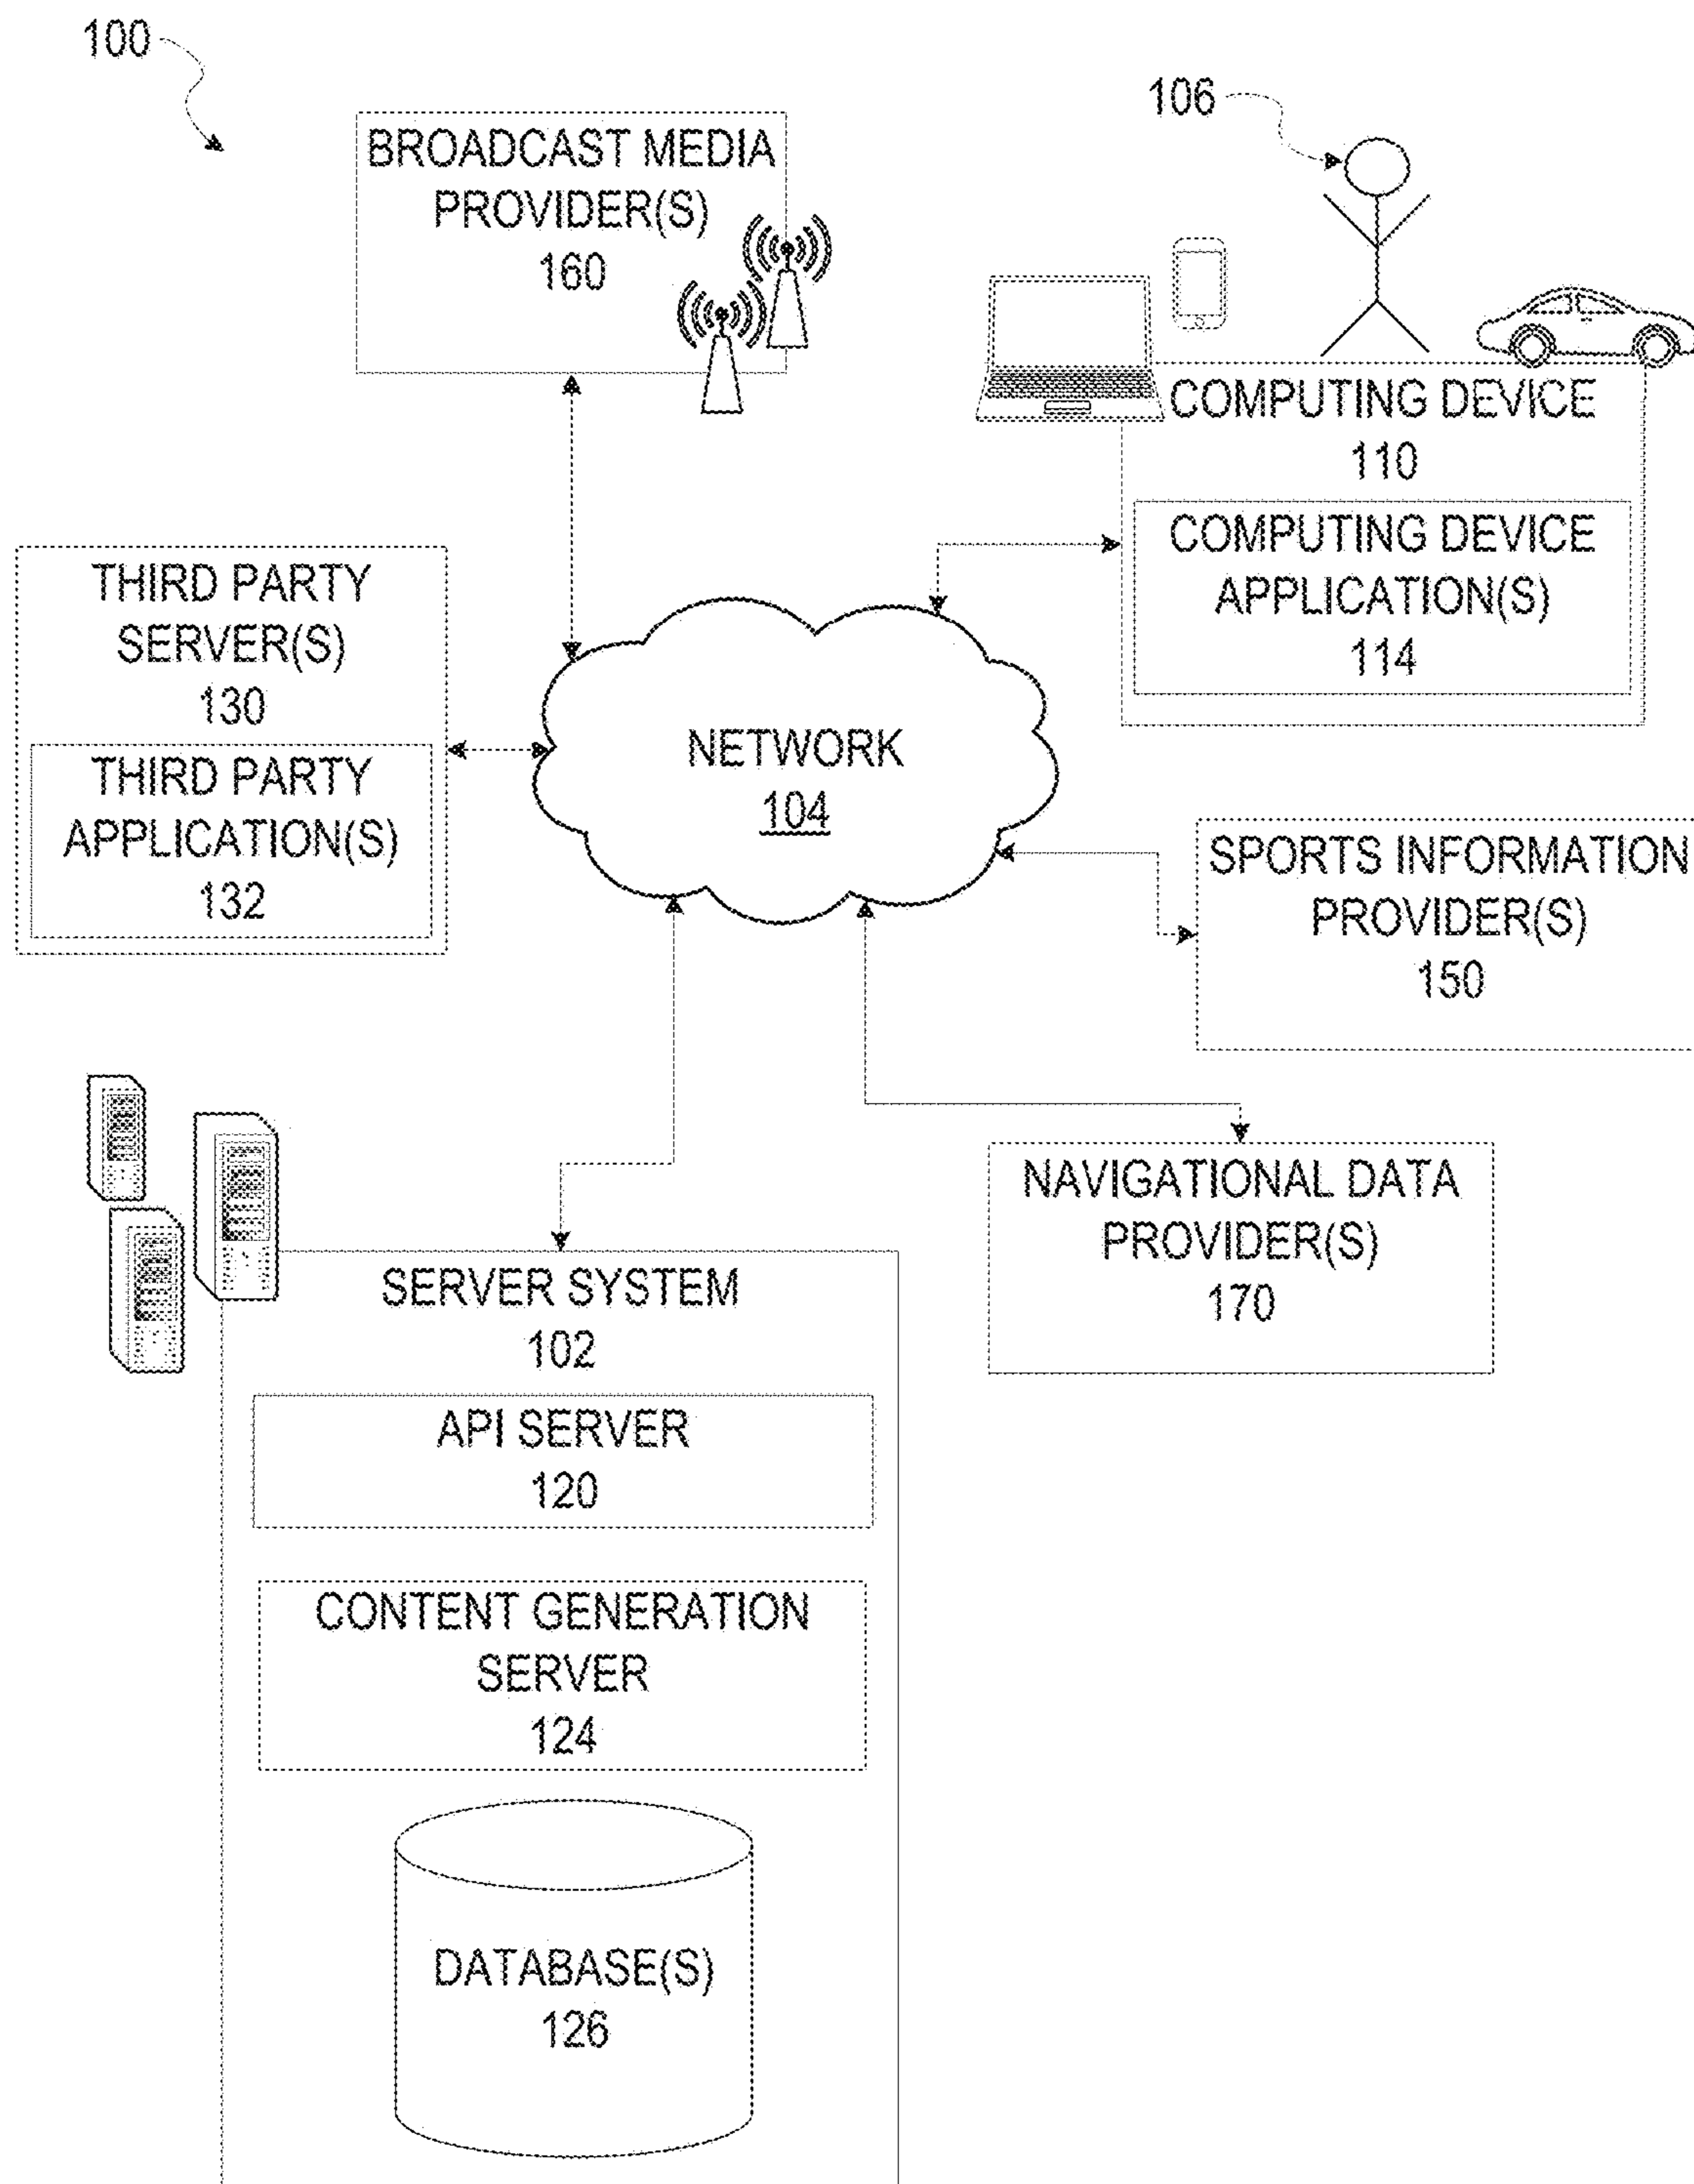 100
106
BROADCAST MEDIA
PROVIDER(S)
160
COMPUTING DEVICE
110
COMPUTING DEVICE
APPLICATION(S)
114
THIRD PARTY
SERVER(S)
130
THIRD PARTY
APPLICATION(S)
132
NETWORK
104
SPORTS INFORMATION
PROVIDER(S)
150
NAVIGATIONAL DATA
PROVIDER(S)
170
SERVER SYSTEM
102
API SERVER
120
CONTENT GENERATION
SERVER
124
DATABASE(S)
126